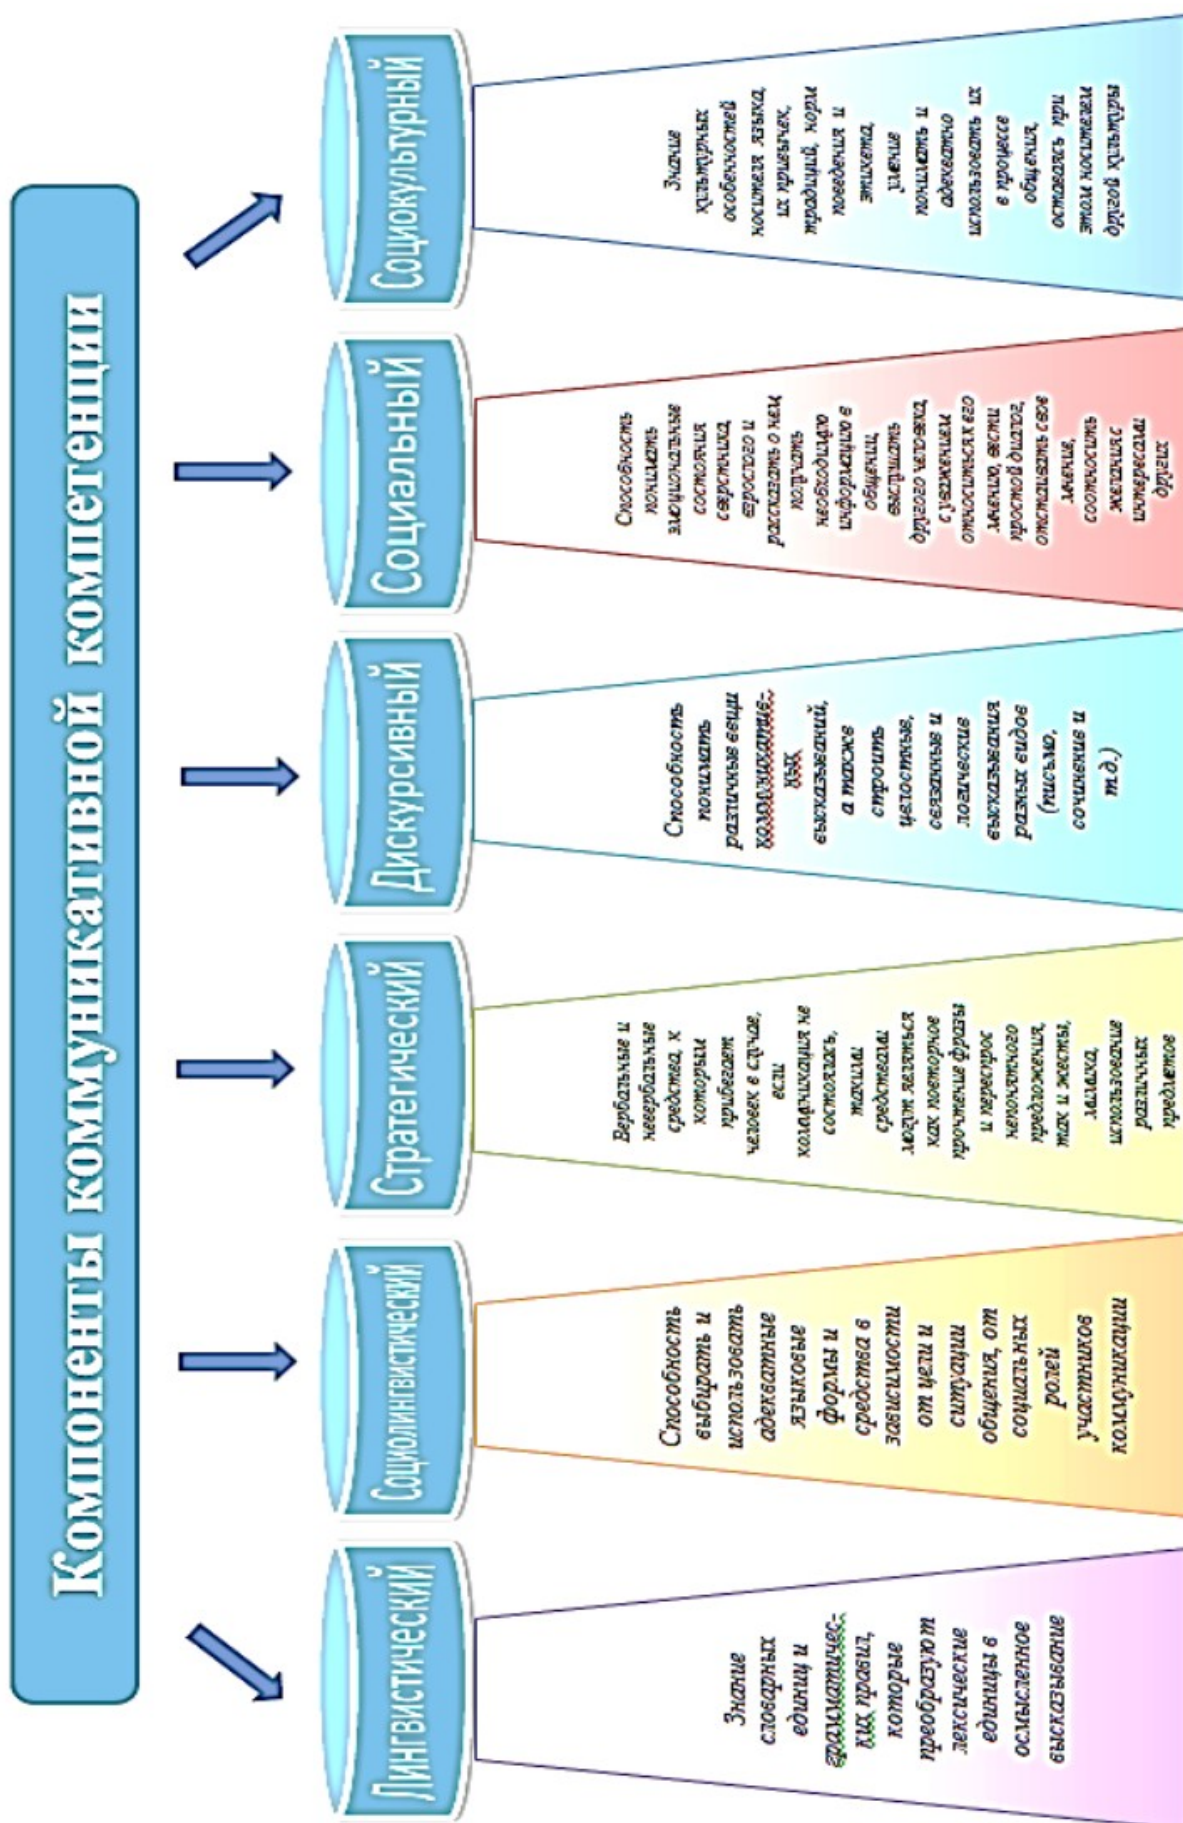 Компоненты коммуникативной компетенции
Лингвистический
Социолингвистический
Стратегический
Дискурсивный
Социальный
Социокультурный
Знание
словарных
единиц и
грамматичес-
ких правил,
которые
преобразуют
лексические
единицы в
осмысленное
высказывание
Способность
выбирать и
использовать
адекватные
языковые
формы и
средства в
зависимости
от цели и
ситуации
общения, от
социальных
ролей
участников
коммуникации
Вербальные и
невербальные
средства, к
которым
прибегает
человек в случае,
если
коммуникация не
состоялась,
такими
средствами
могут являться
как повторное
прочтение фразы
и переспрос
непонятного
предложения,
так и жесты,
мимика,
использование
различных
предметов
Способность
понимать
различные вещи
коммуникатив-
ных
высказываний,
а также
строить
целостные,
связанные и
логические
высказывания
разных видов
(письмо,
сочинение и
т.д.)
Способность
понимать
эмоциональные
состояния
сверстника,
взрослого и
рассказать о нем
получать
необходимую
информацию в
общении,
выслушать
другого человека,
с уважением
относиться к его
мнению, вести
простой диалог,
отстаивать свое
мнение,
соотносить
желания с
интересами
других
Знание
культурных
особенностей
носителя языка,
их привычек,
традиций, норм
поведения и
этикета,
умение
понимать и
адекватно
использовать их
в процессе
общения,
оставаясь при
этом носителем
другой культуры